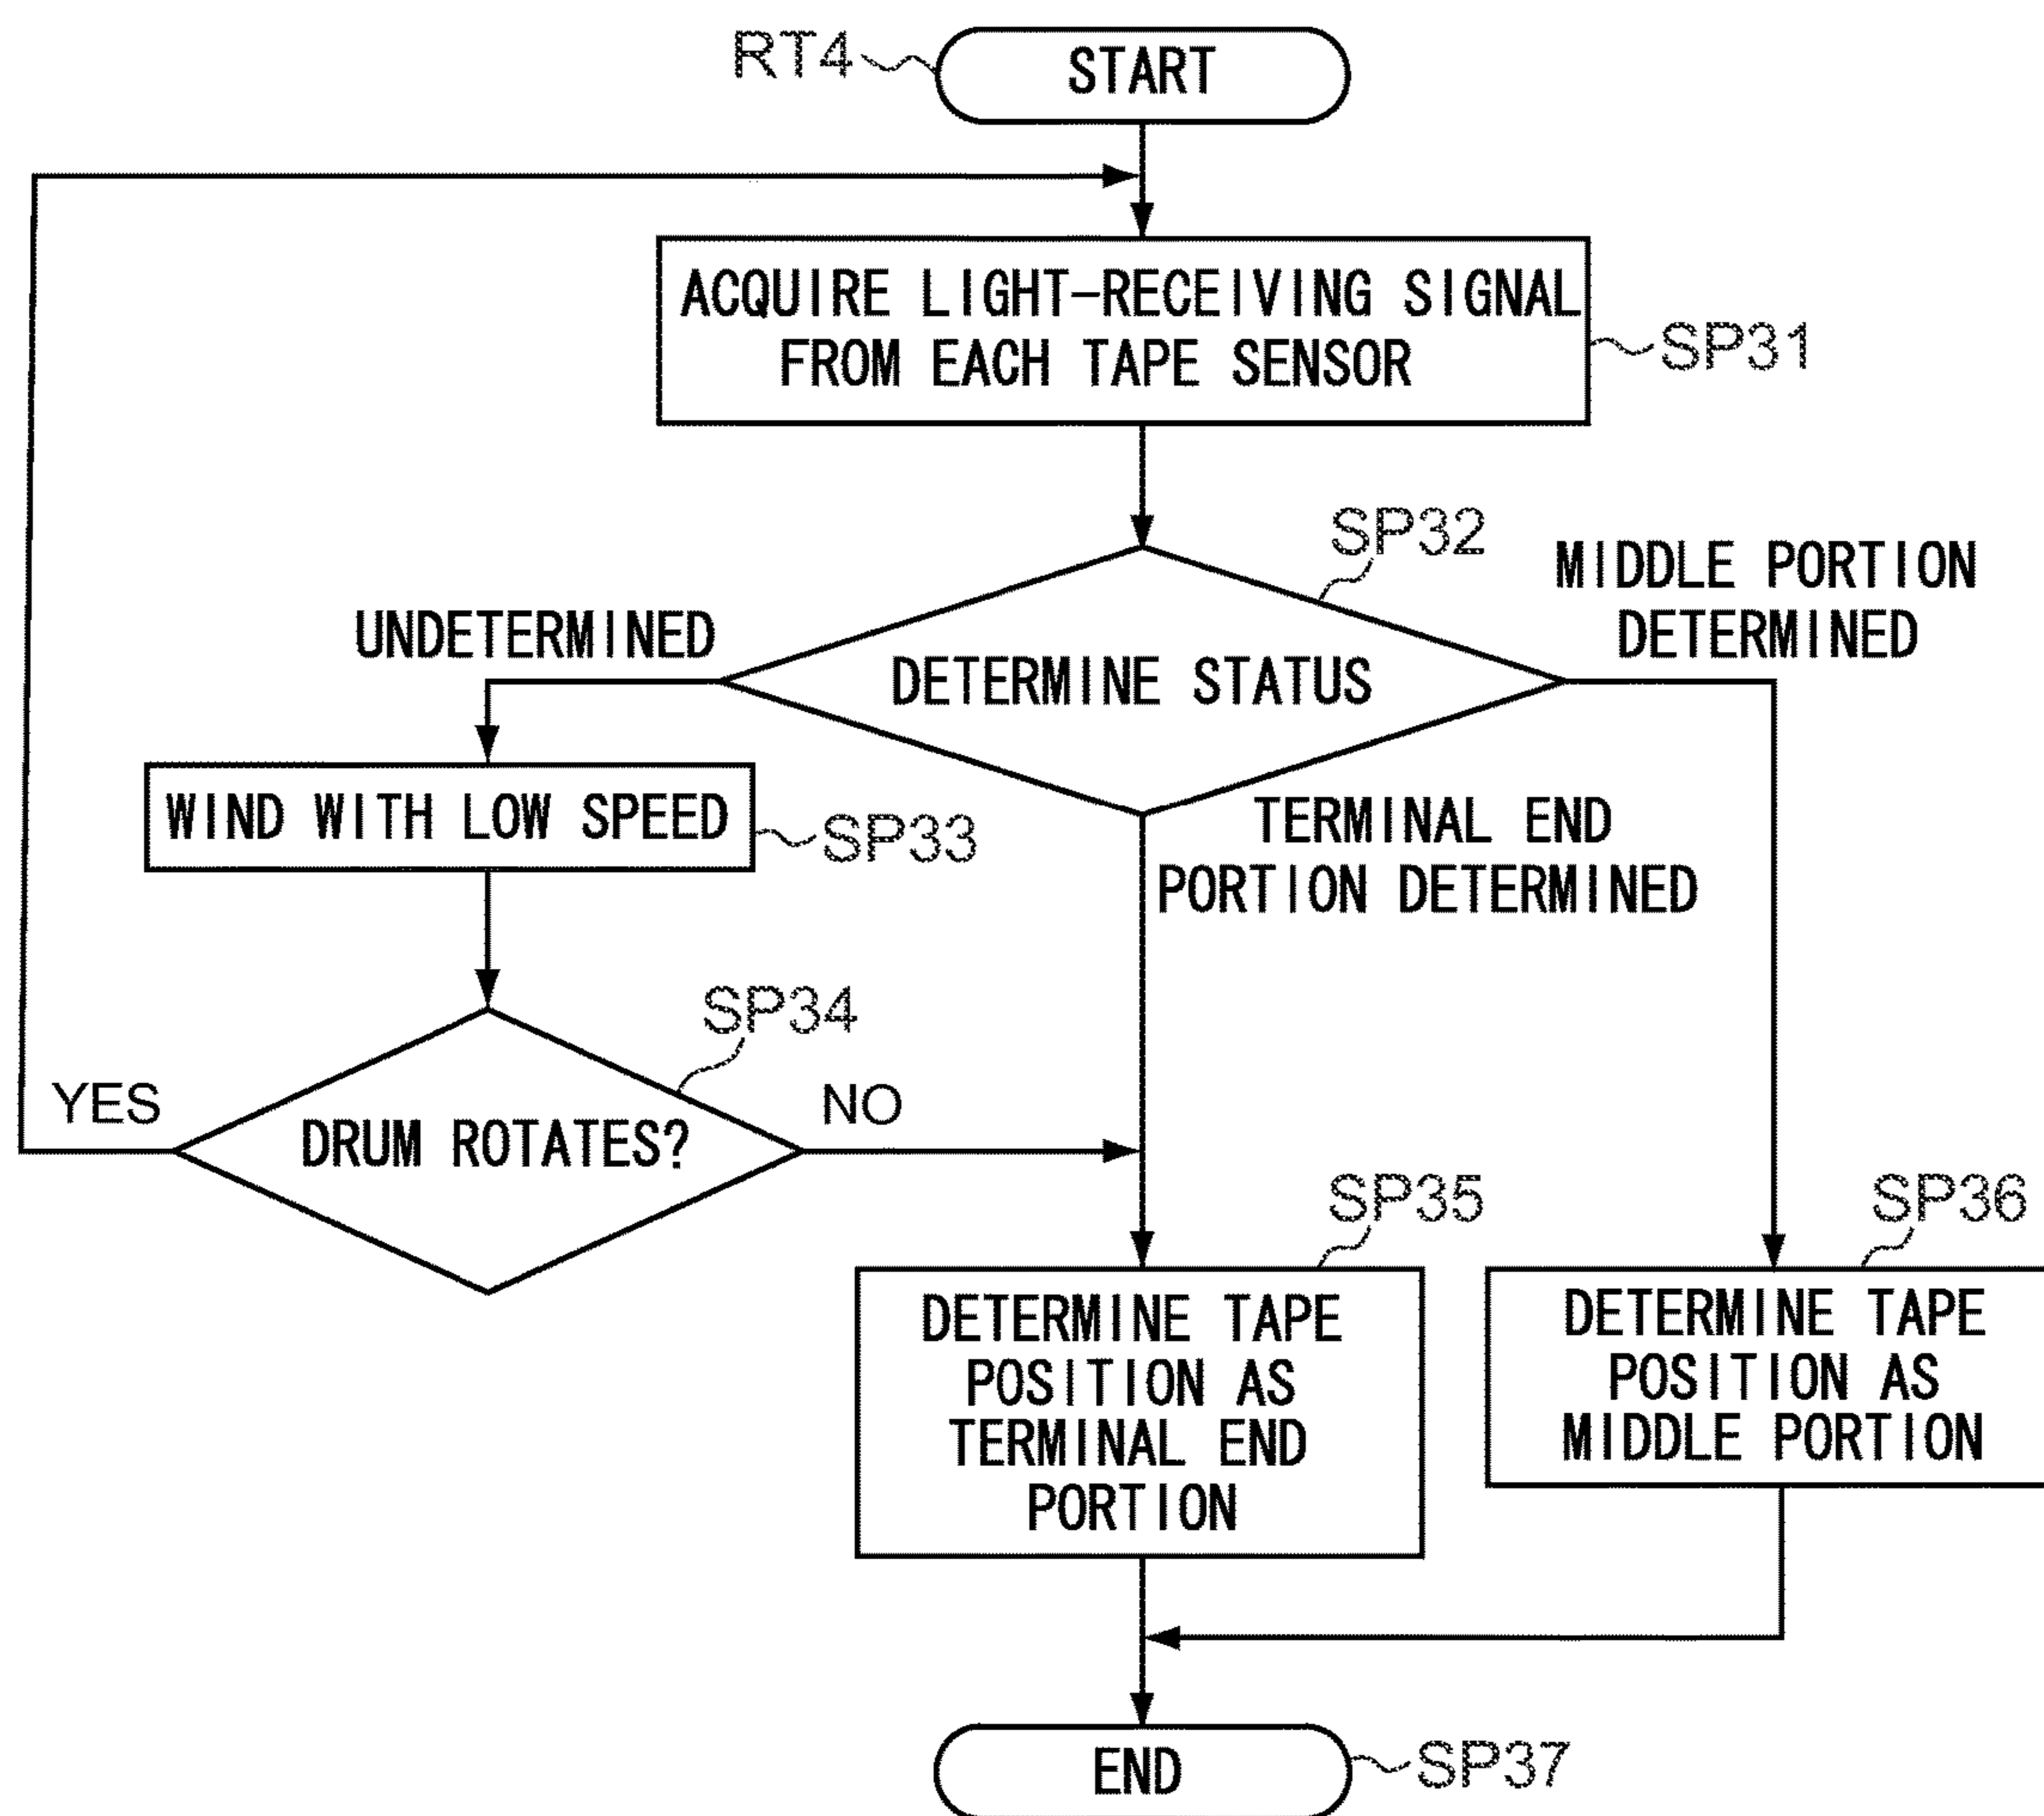 RT4
START
ACQUIRE LIGHT-RECEIVING SIGNAL
FROM EACH TAPE SENSOR
SP31
SP32
MIDDLE PORTION
DETERMINED
UNDETERMINED
DETERMINE STATUS
TERMINAL END
PORTION DETERMINED
WIND WITH LOW SPEED
SP33
SP34
YES
DRUM ROTATES?
NO
SP35
SP36
DETERMINE TAPE
POSITION AS
TERMINAL END
PORTION
DETERMINE TAPE
POSITION AS
MIDDLE PORTION
END
SP37